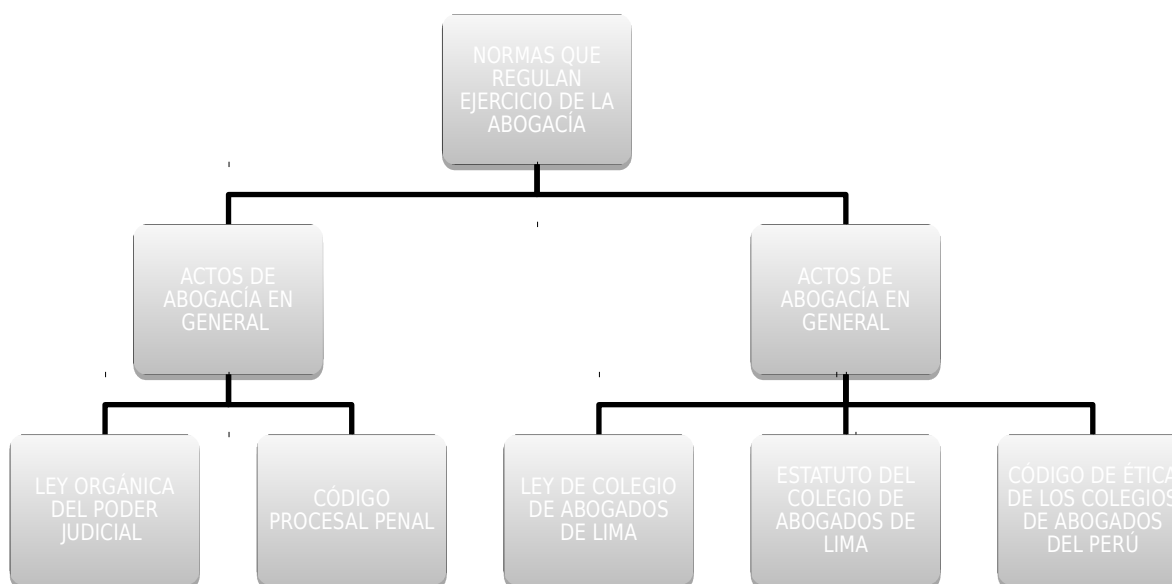 NORMAS QUE
REGULAN
EJERCICIO DE LA
ABOGACÍA
ACTOS DE
ABOGACÍA EN
GENERAL
ACTOS DE
ABOGACÍA EN
GENERAL
LEY ORGÁNICA
DEL PODER
JUDICIAL
CÓDIGO
PROCESAL PENAL
LEY DE COLEGIO
DE ABOGADOS
DE LIMA
ESTATUTO DEL
COLEGIO DE
ABOGADOS DE
LIMA
CÓDIGO DE ÉTICA
DE LOS COLEGIOS
DE ABOGADOS
DEL PERÚ